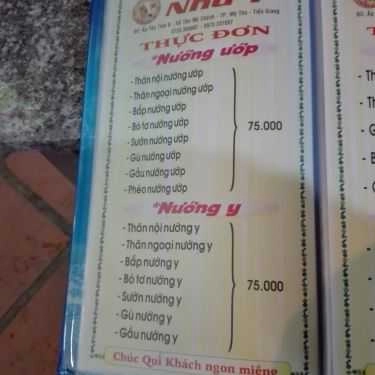 Như Ý
THỰC ĐƠN
*Nướng ướp
- Thăn nội nướng ướp
- Thăn ngoại nướng ướp
- Bắp nướng ướp
- Bò tơ nướng ướp
- Sườn nướng ướp
- Gù nướng ướp
- Gầu nướng ướp
- Phèo nướng ướp
75.000
*Nướng y
- Thăn nội nướng y
- Thăn ngoại nướng y
- Bắp nướng y
- Bò tơ nướng y
- Sườn nướng y
- Gù nướng y
- Gầu nướng y
75.000
Chúc Quí Khách ngon miệng